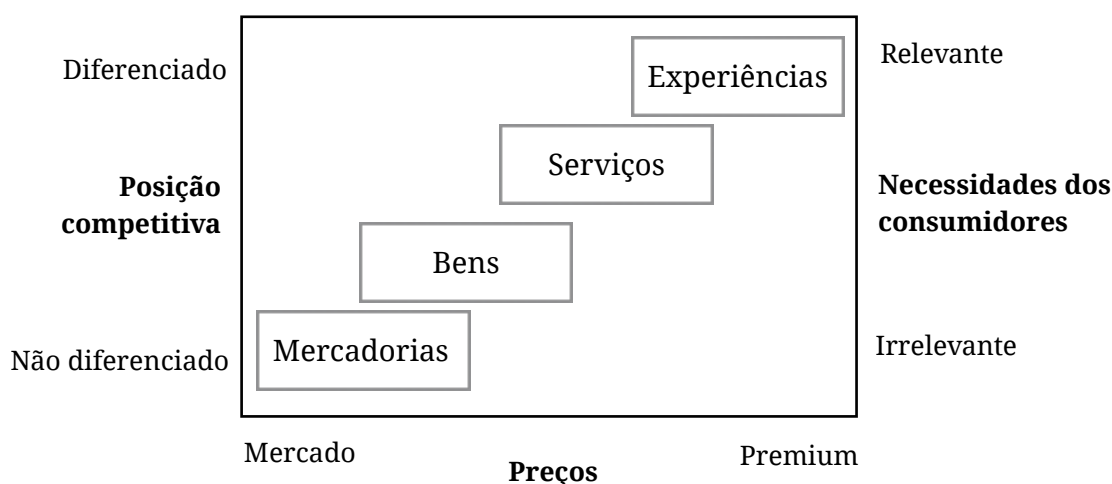 Diferenciado
Experiências
Relevante
Serviços
Posição
competitiva
Necessidades dos
consumidores
Bens
Não diferenciado
Mercadorias
Irrelevante
Mercado
Preços
Premium